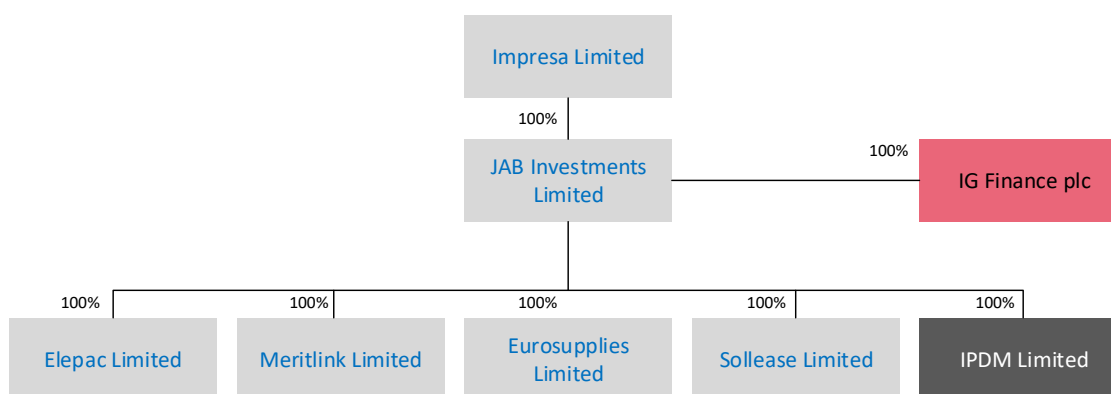 Impresa Limited
100%
JAB Investments
Limited
100%
IG Finance plc
100%
100%
100%
100%
100%
Elepac Limited
Meritlink Limited
Eurosupplies
Limited
Sollease Limited
IPDM Limited